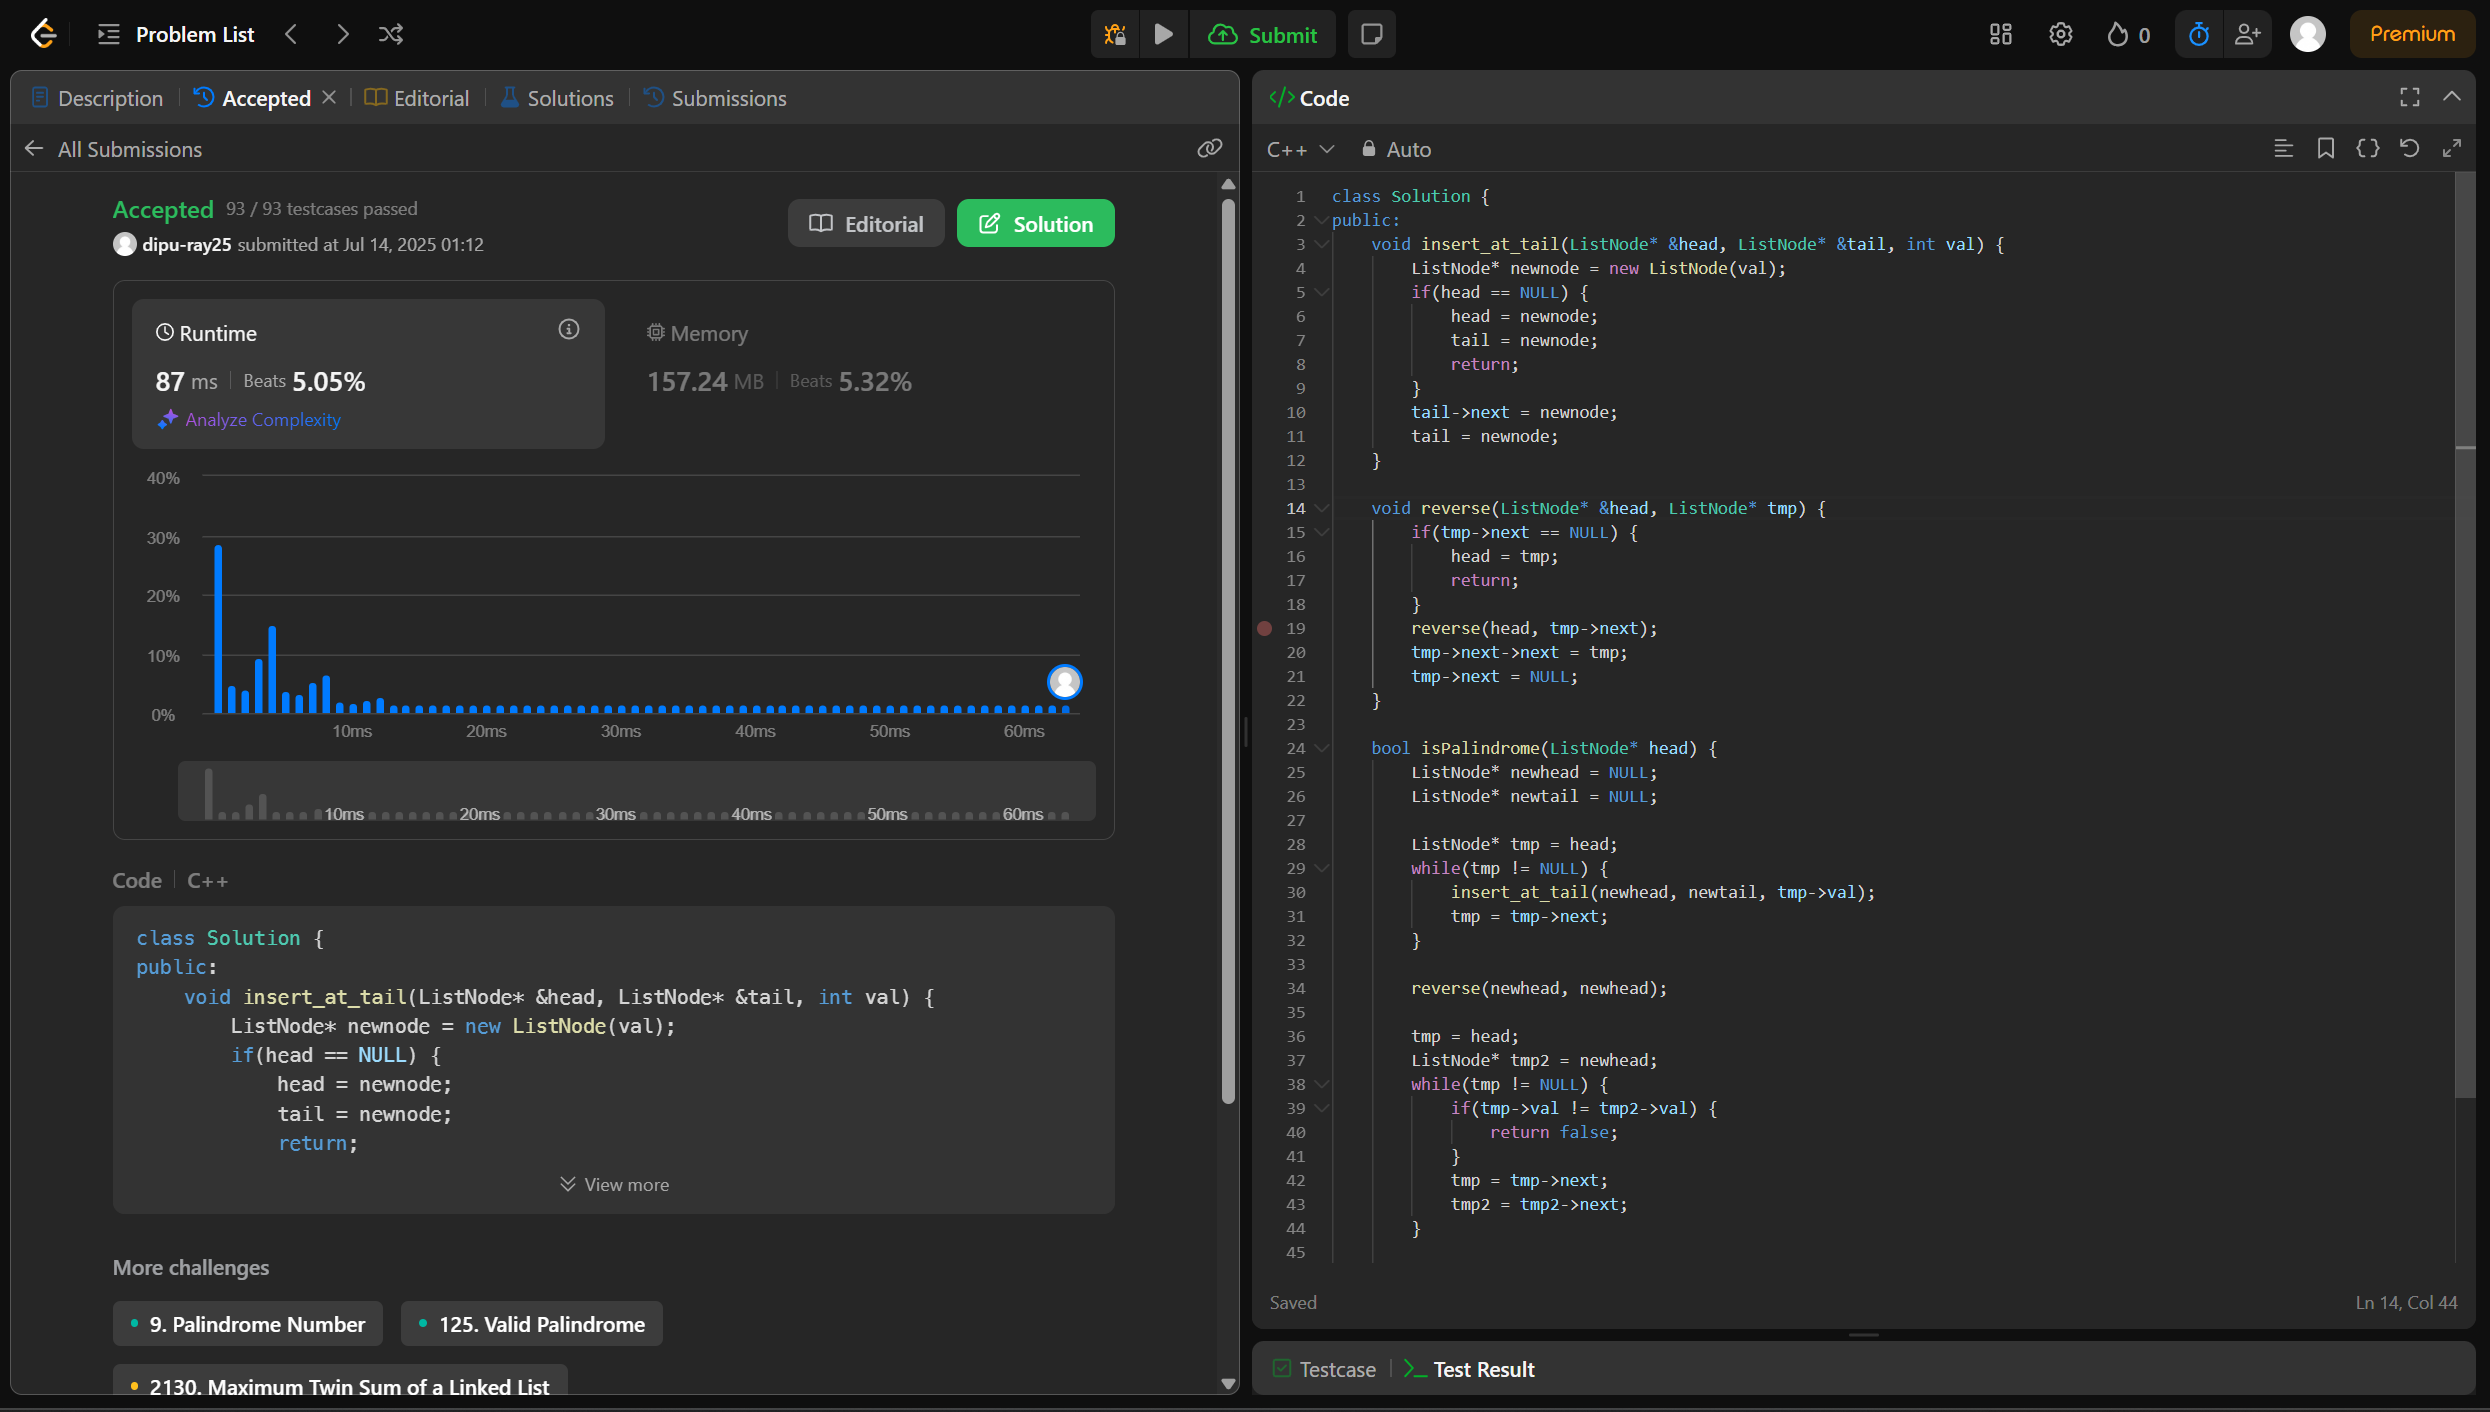 Problem List
Submit
0
Premium
Description
Accepted
Editorial
Solutions
Submissions
All Submissions
Accepted 93 / 93 testcases passed
dipu-ray25 submitted at Jul 14, 2025 01:12
Editorial
Solution
Runtime
87 ms Beats 5.05%
Analyze Complexity
Memory
157.24 MB Beats 5.32%
40%
30%
20%
10%
0%
10ms 20ms 30ms 40ms 50ms 60ms
10ms 20ms 30ms 40ms 50ms 60ms
Code C++
class Solution {
public:
    void insert_at_tail(ListNode* &head, ListNode* &tail, int val) {
        ListNode* newnode = new ListNode(val);
        if(head == NULL) {
            head = newnode;
            tail = newnode;
            return;
View more
More challenges
9. Palindrome Number
125. Valid Palindrome
2130. Maximum Twin Sum of a Linked List
Code
C++ Auto
1 class Solution {
2 public:
3     void insert_at_tail(ListNode* &head, ListNode* &tail, int val) {
4         ListNode* newnode = new ListNode(val);
5         if(head == NULL) {
6             head = newnode;
7             tail = newnode;
8             return;
9         }
10         tail->next = newnode;
11         tail = newnode;
12     }
13
14     void reverse(ListNode* &head, ListNode* tmp) {
15         if(tmp->next == NULL) {
16             head = tmp;
17             return;
18         }
19         reverse(head, tmp->next);
20         tmp->next->next = tmp;
21         tmp->next = NULL;
22     }
23
24     bool isPalindrome(ListNode* head) {
25         ListNode* newhead = NULL;
26         ListNode* newtail = NULL;
27
28         ListNode* tmp = head;
29         while(tmp != NULL) {
30             insert_at_tail(newhead, newtail, tmp->val);
31             tmp = tmp->next;
32         }
33
34         reverse(newhead, newhead);
35
36         tmp = head;
37         ListNode* tmp2 = newhead;
38         while(tmp != NULL) {
39             if(tmp->val != tmp2->val) {
40                 return false;
41             }
42             tmp = tmp->next;
43             tmp2 = tmp2->next;
44         }
45
Saved
Ln 14, Col 44
Testcase
Test Result